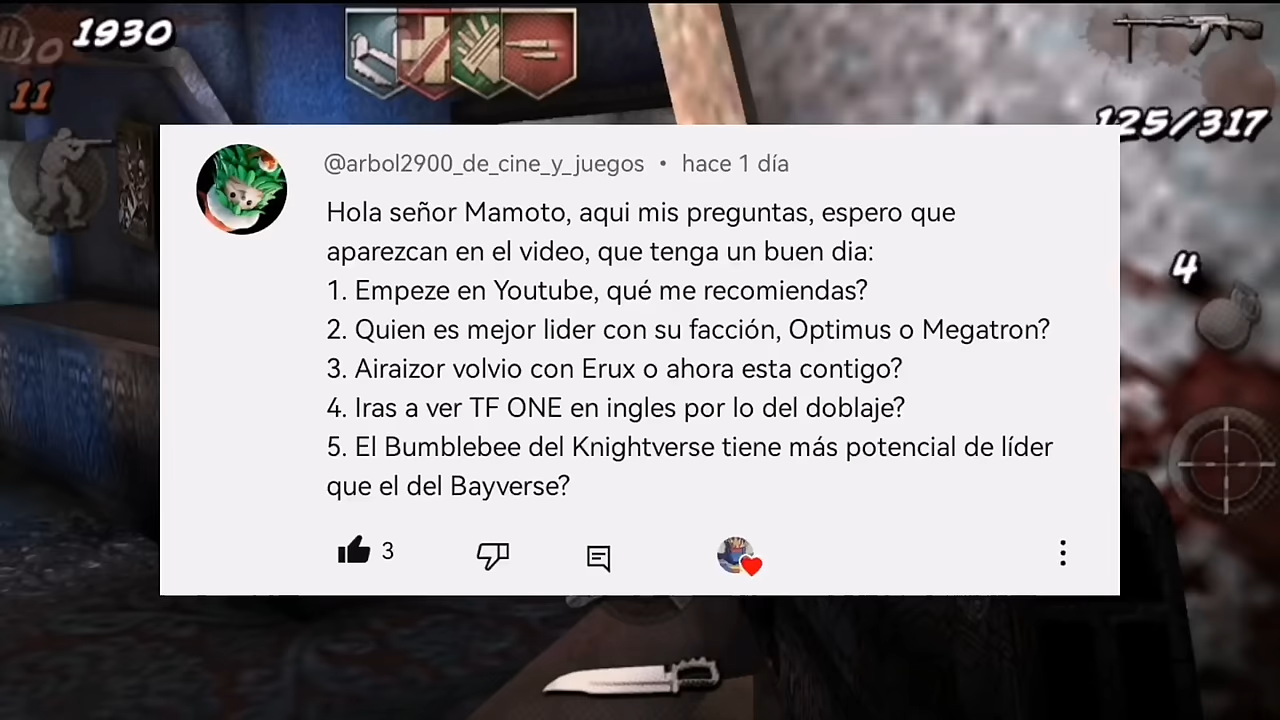 10
1930
11
125/317
@arbol2900_de_cine_y_juegos • hace 1 día
Hola señor Mamoto, aqui mis preguntas, espero que
aparezcan en el video, que tenga un buen dia:
1. Empeze en Youtube, qué me recomiendas?
2. Quien es mejor lider con su facción, Optimus o Megatron?
3. Airaizor volvio con Erux o ahora esta contigo?
4. Iras a ver TF ONE en ingles por lo del doblaje?
5. El Bumblebee del Knightverse tiene más potencial de líder
que el del Bayverse?
4
3